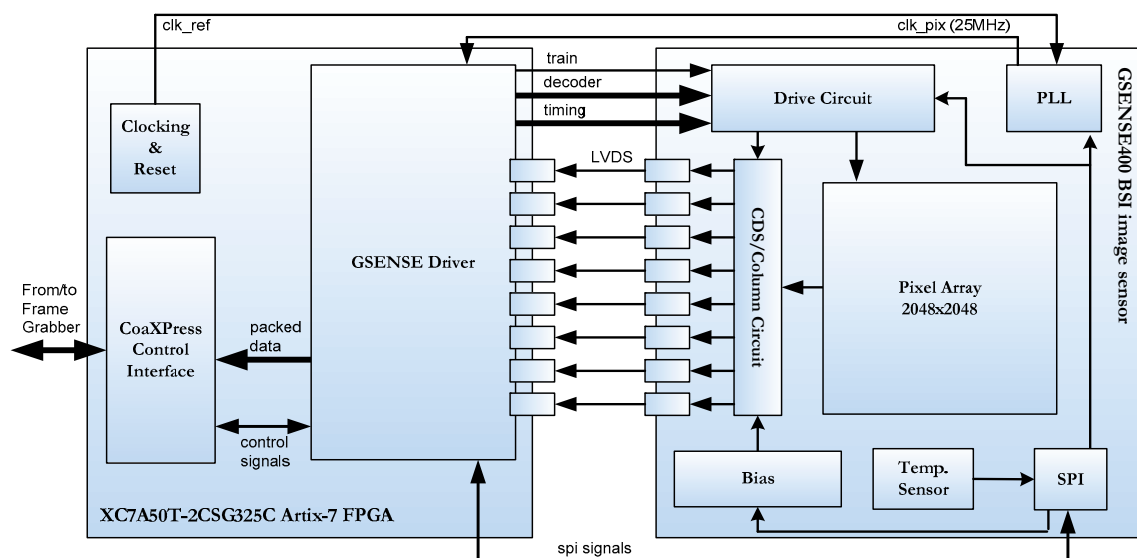 clk_ref
clk_pix (25MHz)
train
decoder
timing
Clocking
&
Reset
Drive Circuit
PLL
GSENSE400 BSI image sensor
LVDS
GSENSE Driver
CDS/Column Circuit
Pixel Array
2048x2048
From/to
Frame
Grabber
CoaXPress
Control
Interface
packed
data
control
signals
Bias
Temp.
Sensor
SPI
XC7A50T-2CSG325C Artix-7 FPGA
spi signals